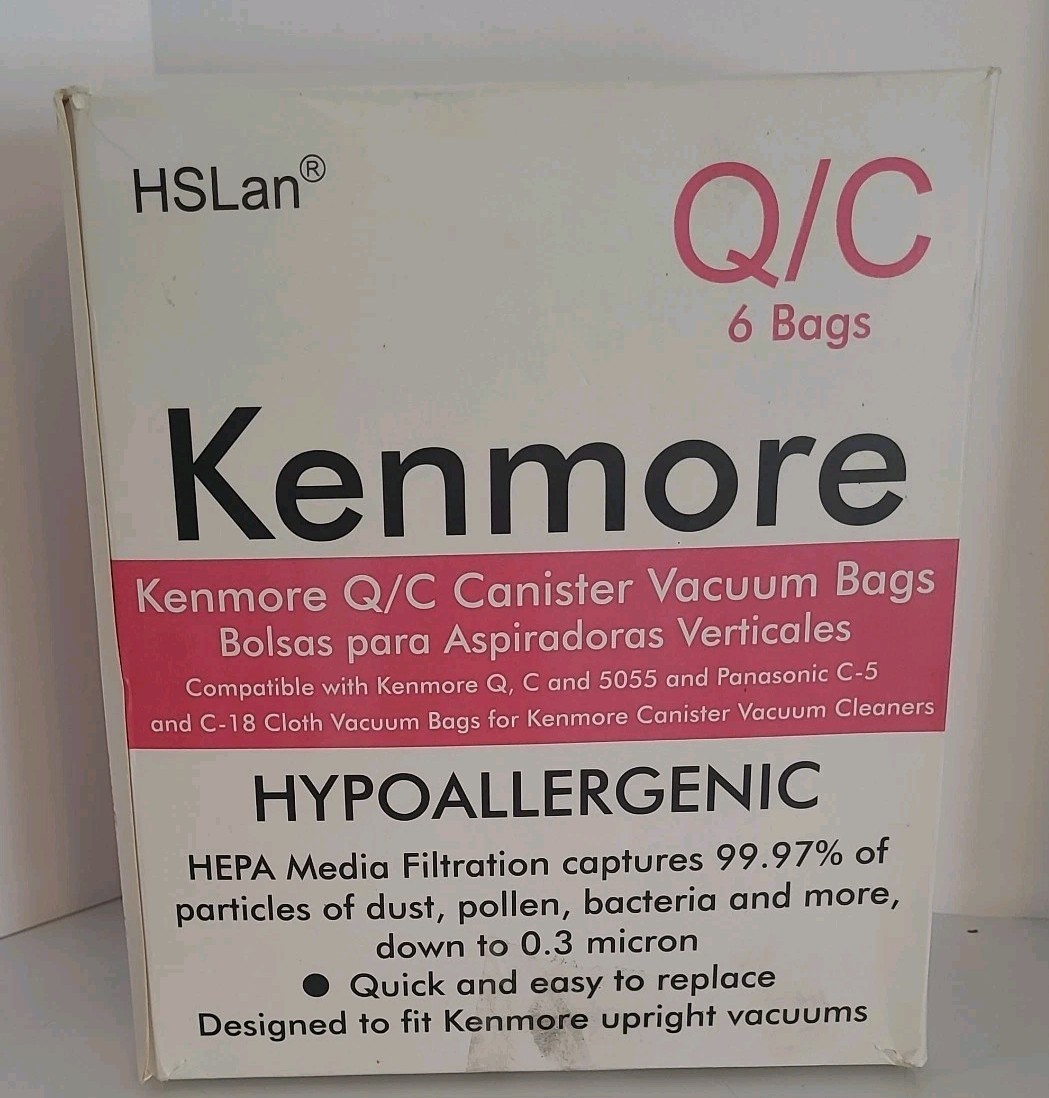 HSLan®
Q/C
6 Bags
Kenmore
Kenmore Q/C Canister Vacuum Bags
Bolsas para Aspiradoras Verticales
Compatible with Kenmore Q, C and 5055 and Panasonic C-5
and C-18 Cloth Vacuum Bags for Kenmore Canister Vacuum Cleaners
HYPOALLERGENIC
HEPA Media Filtration captures 99.97% of
particles of dust, pollen, bacteria and more,
down to 0.3 micron
● Quick and easy to replace
Designed to fit Kenmore upright vacuums